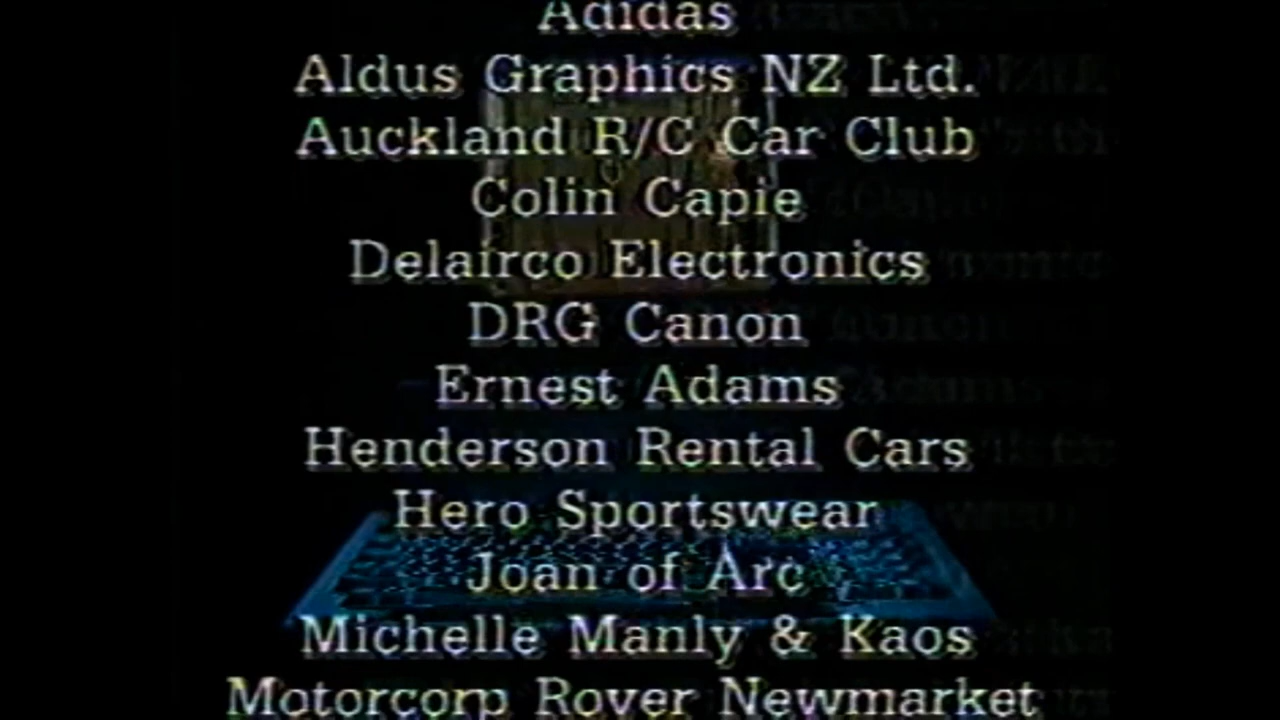 Adidas
Aldus Graphics NZ Ltd.
Auckland R/C Car Club
Colin Capie
Delairco Electronics
DRG Canon
Ernest Adams
Henderson Rental Cars
Hero Sportswear
Joan of Arc
Michelle Manly & Kaos
Motorcorp Rover Newmarket